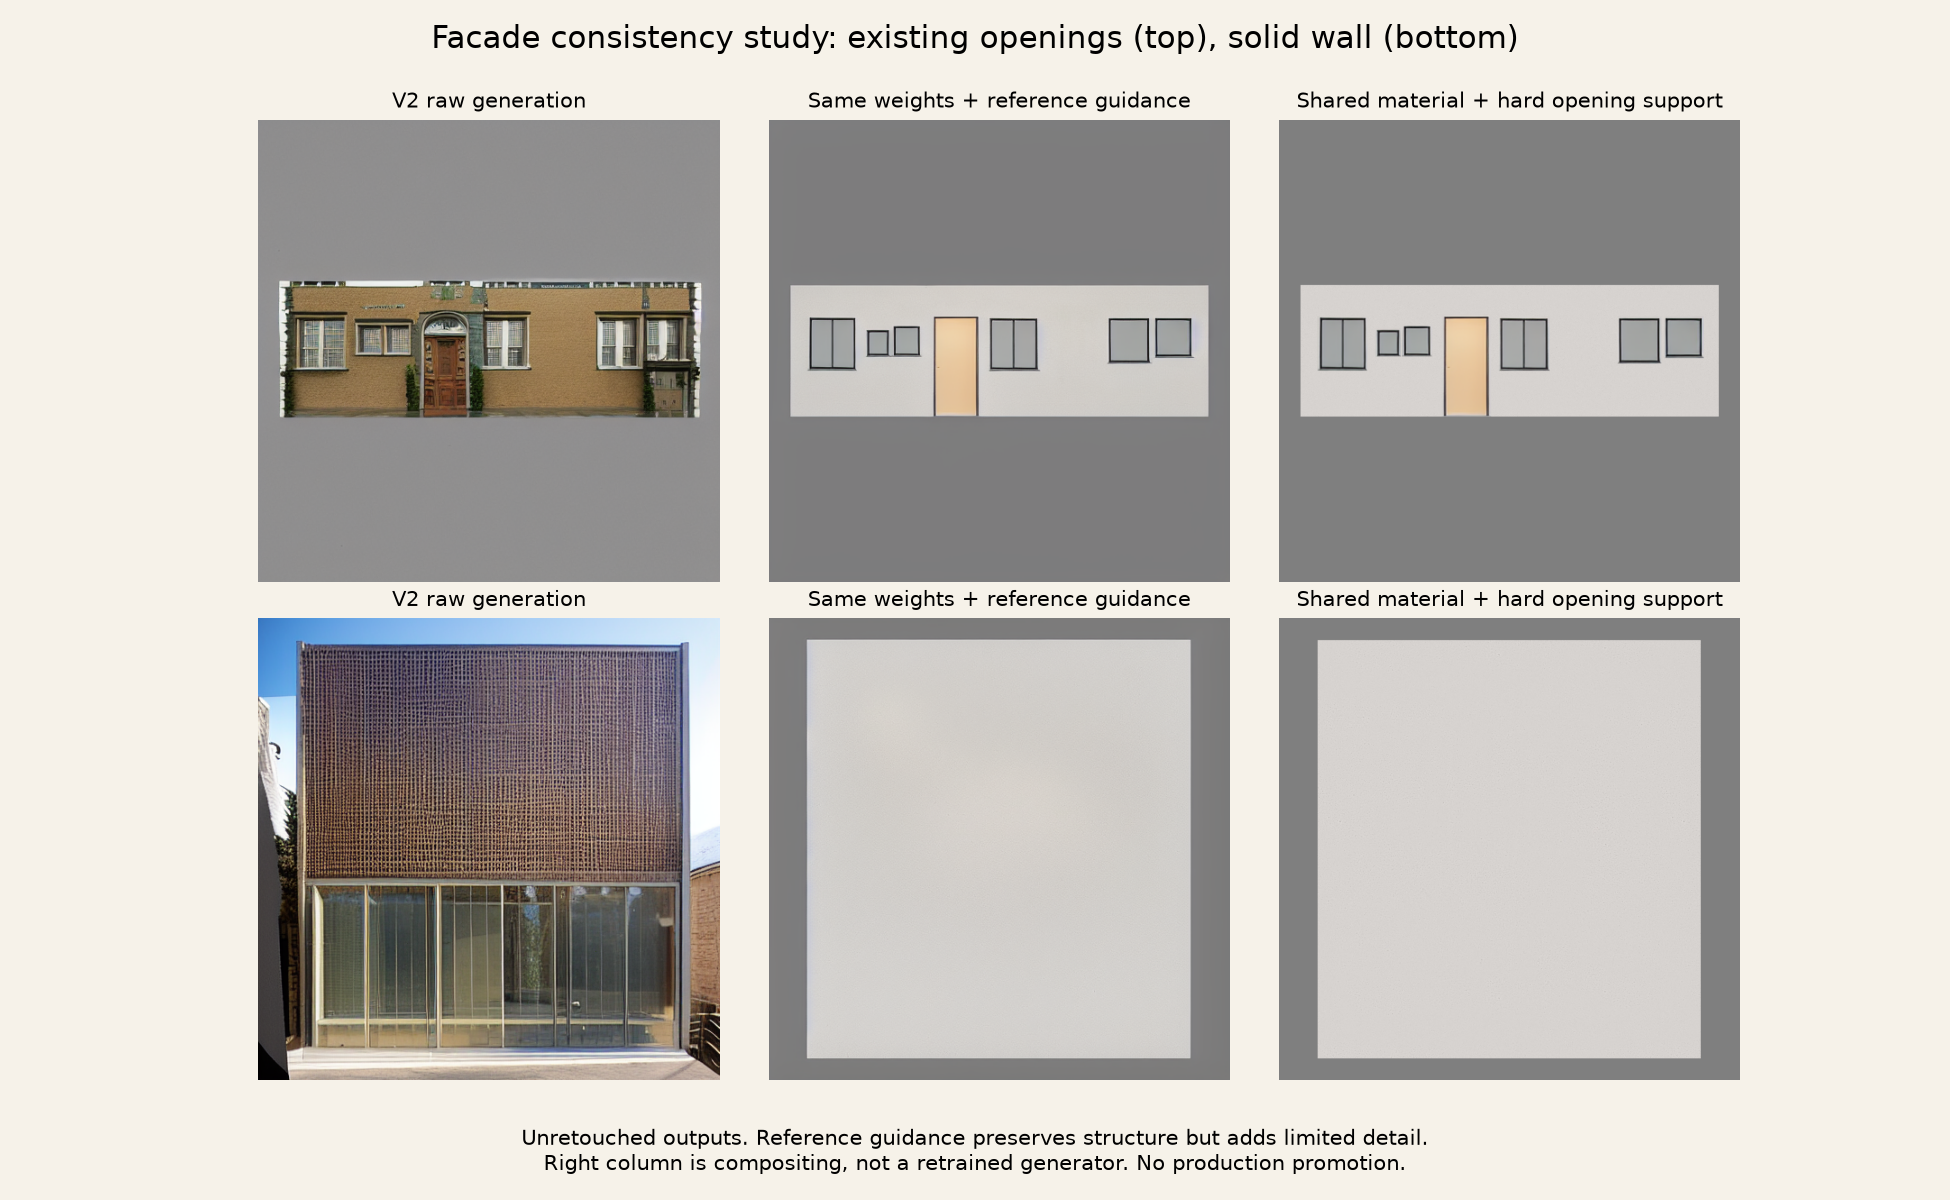 Facade consistency study: existing openings (top), solid wall (bottom)
V2 raw generation
Same weights + reference guidance
Shared material + hard opening support
V2 raw generation
Same weights + reference guidance
Shared material + hard opening support
Unretouched outputs. Reference guidance preserves structure but adds limited detail.
Right column is compositing, not a retrained generator. No production promotion.